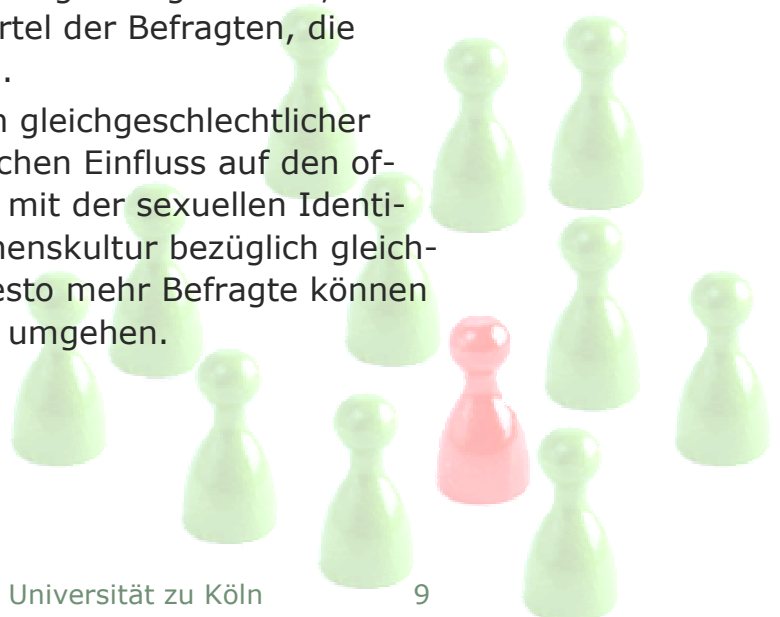 rtel der Befragten, die
.
n gleichgeschlechtlicher
chen Einfluss auf den of-
mit der sexuellen Identi-
nenskultur bezüglich gleich-
esto mehr Befragte können
umgehen.
Universität zu Köln 9